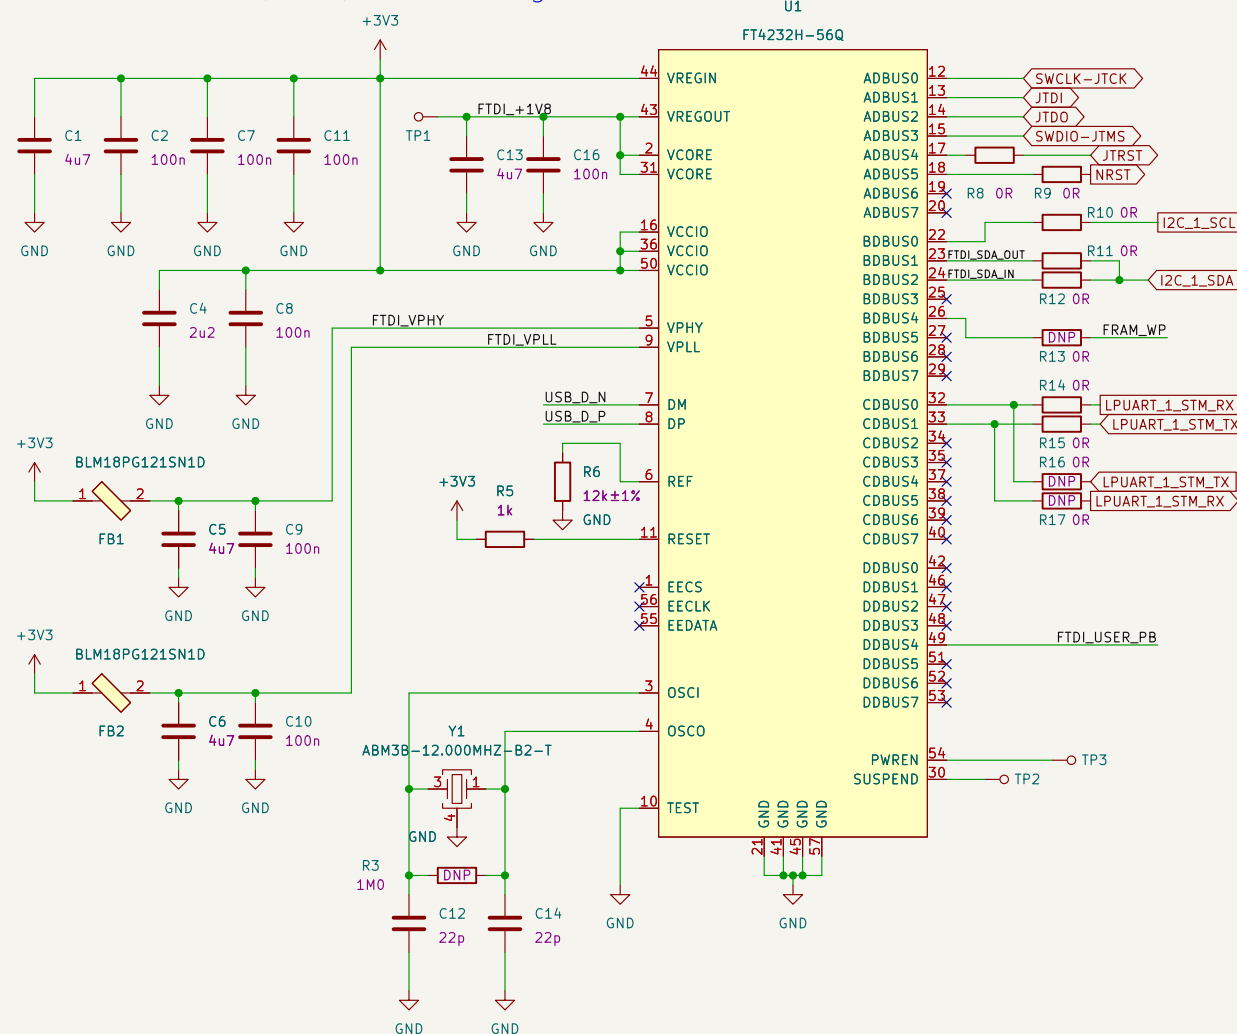 U1
FT4232H-56Q
+3V3
C1
4u7
GND
C2
100n
GND
C7
100n
GND
C11
100n
GND
TP1
FTDI_+1V8
C13
4u7
GND
C16
100n
GND
C4
2u2
GND
C8
100n
GND
FTDI_VPHY
FTDI_VPLL
USB_D_N
USB_D_P
+3V3
BLM18PG121SN1D
1
2
FB1
C5
4u7
GND
C9
100n
GND
+3V3
R5
1k
R6
12k±1%
GND
+3V3
BLM18PG121SN1D
1
2
FB2
C6
4u7
GND
C10
100n
GND
Y1
ABM3B-12.000MHZ-B2-T
3
1
4
GND
R3
1M0
DNP
C12
22p
GND
C14
22p
GND
GND
44 VREGIN
43 VREGOUT
2 VCORE
31 VCORE
16 VCCIO
36 VCCIO
50 VCCIO
5 VPHY
9 VPLL
7 DM
8 DP
6 REF
11 RESET
1 EECS
56 EECLK
55 EEDATA
3 OSCI
4 OSCO
10 TEST
GND 21
GND 41
GND 45
GND 57
GND
ADBUS0 12 SWCLK-JTCK
ADBUS1 13 JTDI
ADBUS2 14 JTDO
ADBUS3 15 SWDIO-JTMS
ADBUS4 17 JTRST
ADBUS5 18 NRST
ADBUS6 19 R8 0R R9 0R
ADBUS7 20
R10 0R
BDBUS0 22 I2C_1_SCL
BDBUS1 23 FTDI_SDA_OUT R11 0R
BDBUS2 24 FTDI_SDA_IN I2C_1_SDA
BDBUS3 25 R12 0R
BDBUS4 26
BDBUS5 27 DNP FRAM_WP
BDBUS6 28 R13 0R
BDBUS7 29
R14 0R
CDBUS0 32 LPUART_1_STM_RX
CDBUS1 33 LPUART_1_STM_TX
CDBUS2 34 R15 0R
CDBUS3 35 R16 0R
CDBUS4 37 DNP LPUART_1_STM_TX
CDBUS5 38 DNP LPUART_1_STM_RX
CDBUS6 39 R17 0R
CDBUS7 40
DDBUS0 42
DDBUS1 46
DDBUS2 47
DDBUS3 48
DDBUS4 49 FTDI_USER_PB
DDBUS5 51
DDBUS6 52
DDBUS7 53
PWREN 54 TP3
SUSPEND 30 TP2